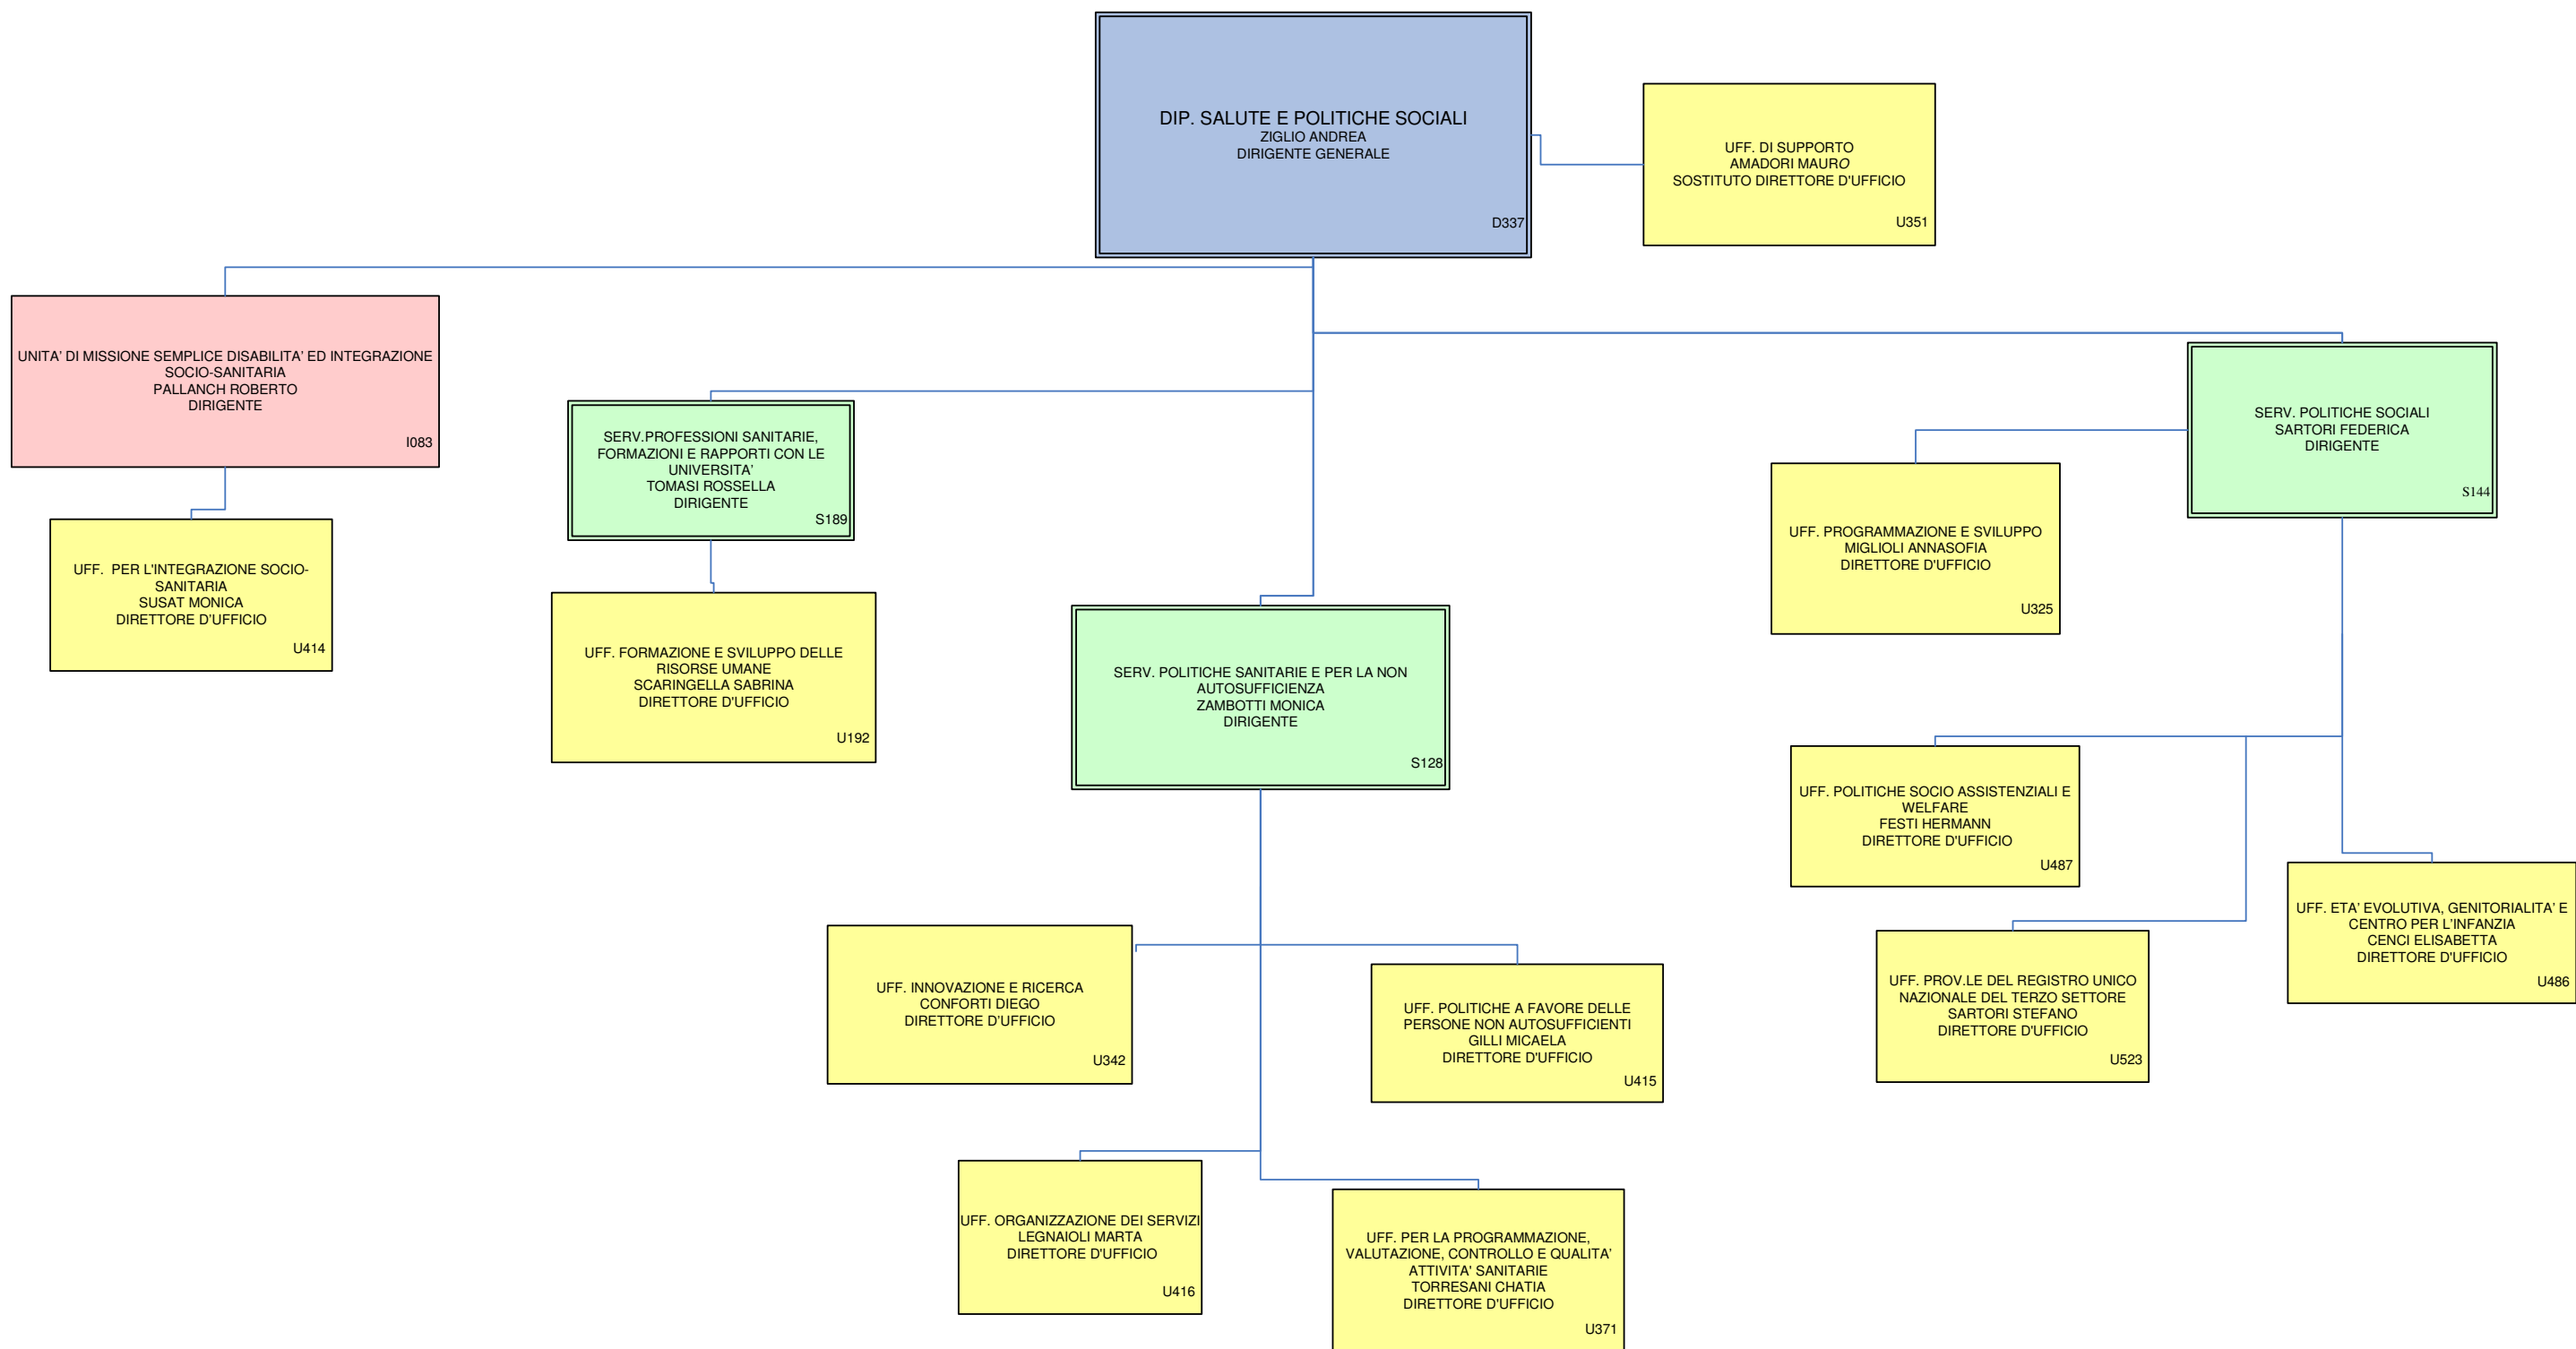 DIP. SALUTE E POLITICHE SOCIALI
ZIGLIO ANDREA
DIRIGENTE GENERALE
D337
UFF. DI SUPPORTO
AMADORI MAURO
SOSTITUTO DIRETTORE D'UFFICIO
U351
UNITA' DI MISSIONE SEMPLICE DISABILITA' ED INTEGRAZIONE
SOCIO-SANITARIA
PALLANCH ROBERTO
DIRIGENTE
I083
UFF.  PER L'INTEGRAZIONE SOCIO-
SANITARIA
SUSAT MONICA
DIRETTORE D'UFFICIO
U414
SERV.PROFESSIONI SANITARIE,
FORMAZIONI E RAPPORTI CON LE
UNIVERSITA'
TOMASI ROSSELLA
DIRIGENTE
S189
UFF. FORMAZIONE E SVILUPPO DELLE
RISORSE UMANE
SCARINGELLA SABRINA
DIRETTORE D'UFFICIO
U192
SERV. POLITICHE SANITARIE E PER LA NON
AUTOSUFFICIENZA
ZAMBOTTI MONICA
DIRIGENTE
S128
UFF. INNOVAZIONE E RICERCA
CONFORTI DIEGO
DIRETTORE D'UFFICIO
U342
UFF. POLITICHE A FAVORE DELLE
PERSONE NON AUTOSUFFICIENTI
GILLI MICAELA
DIRETTORE D'UFFICIO
U415
UFF. ORGANIZZAZIONE DEI SERVIZI
LEGNAIOLI MARTA
DIRETTORE D'UFFICIO
U416
UFF. PER LA PROGRAMMAZIONE,
VALUTAZIONE, CONTROLLO E QUALITA'
ATTIVITA' SANITARIE
TORRESANI CHATIA
DIRETTORE D'UFFICIO
U371
SERV. POLITICHE SOCIALI
SARTORI FEDERICA
DIRIGENTE
S144
UFF. PROGRAMMAZIONE E SVILUPPO
MIGLIOLI ANNASOFIA
DIRETTORE D'UFFICIO
U325
UFF. POLITICHE SOCIO ASSISTENZIALI E
WELFARE
FESTI HERMANN
DIRETTORE D'UFFICIO
U487
UFF. PROV.LE DEL REGISTRO UNICO
NAZIONALE DEL TERZO SETTORE
SARTORI STEFANO
DIRETTORE D'UFFICIO
U523
UFF. ETA' EVOLUTIVA, GENITORIALITA' E
CENTRO PER L'INFANZIA
CENCI ELISABETTA
DIRETTORE D'UFFICIO
U486